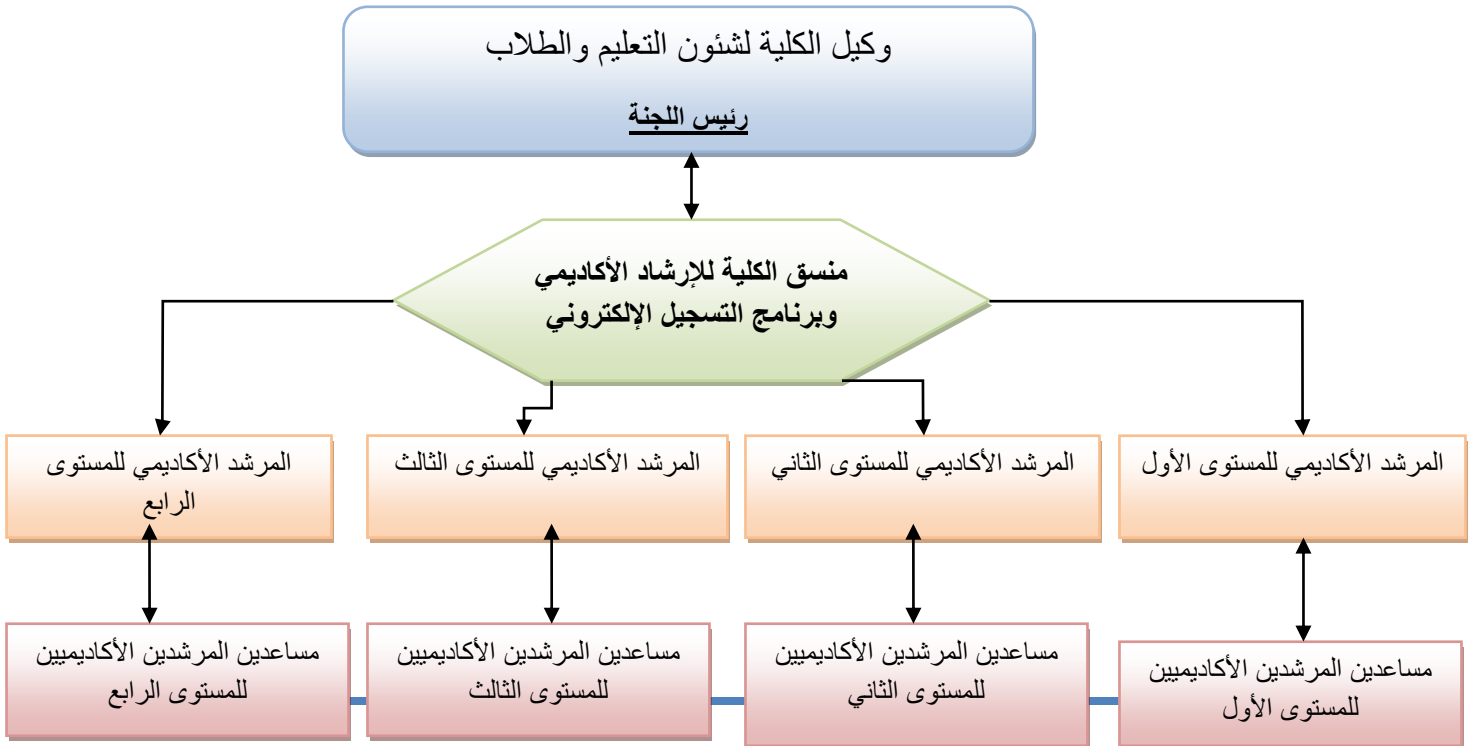 وكيل الكلية لشئون التعليم والطلاب
رئيس اللجنة
منسق الكلية للإرشاد الأكاديمي
وبرنامج التسجيل الإلكتروني
المرشد الأكاديمي للمستوى الأول
المرشد الأكاديمي للمستوى الثاني
المرشد الأكاديمي للمستوى الثالث
المرشد الأكاديمي للمستوى
الرابع
مساعدين المرشدين الأكاديميين
للمستوى الأول
مساعدين المرشدين الأكاديميين
للمستوى الثاني
مساعدين المرشدين الأكاديميين
للمستوى الثالث
مساعدين المرشدين الأكاديميين
للمستوى الرابع